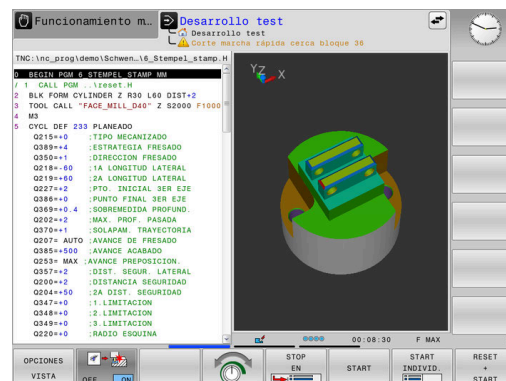 Funcionamiento m...
Desarrollo test
Desarrollo test
Corte marcha rápida cerca bloque 38
TNC:\nc_prog\demo\Schwen...\6_Stempel_stamp.H
0 BEGIN PGM 6_STEMPEL_STAMP MM
/ 1 CALL PGM ..\reset.H
2 BLK FORM CYLINDER Z R30 L60 DIST+2
3 TOOL CALL "FACE_MILL_D40" Z S2000 F1000
4 M3
5 CYCL DEF 233 PLANEADO
Q215=+0 ;TIPO MECANIZADO
Q389=+4 ;ESTRATEGIA FRESADO
Q350=+1 ;DIRECCION FRESADO
Q218=-60 ;1A LONGITUD LATERAL
Q219=+60 ;2A LONGITUD LATERAL
Q227=+2 ;PTO. INICIAL 3ER EJE
Q386=+0 ;PUNTO FINAL 3ER EJE
Q369=+0.4 ;SOBREMEDIDA PROFUND.
Q202=+2 ;MAX. PROF. PASADA
Q370=+1 ;SOLAPAM. TRAYECTORIA
Q207= AUTO ;AVANCE DE FRESADO
Q385=+500 ;AVANCE ACABADO
Q253= MAX ;AVANCE PREPOSICION.
Q357=+2 ;DIST. SEGUR. LATERAL
Q200=+2 ;DISTANCIA SEGURIDAD
Q204=+50 ;2A DIST. SEGURIDAD
Q347=+0 ;1.LIMITACION
Q348=+0 ;2.LIMITACION
Q349=+0 ;3.LIMITACION
Q220=+0 ;RADIO ESQUINA
Y Z X
00:08:30 F MAX
OPCIONES
VISTA
OFF ON
STOP
EN
START
START
INDIVID.
RESET
+
START